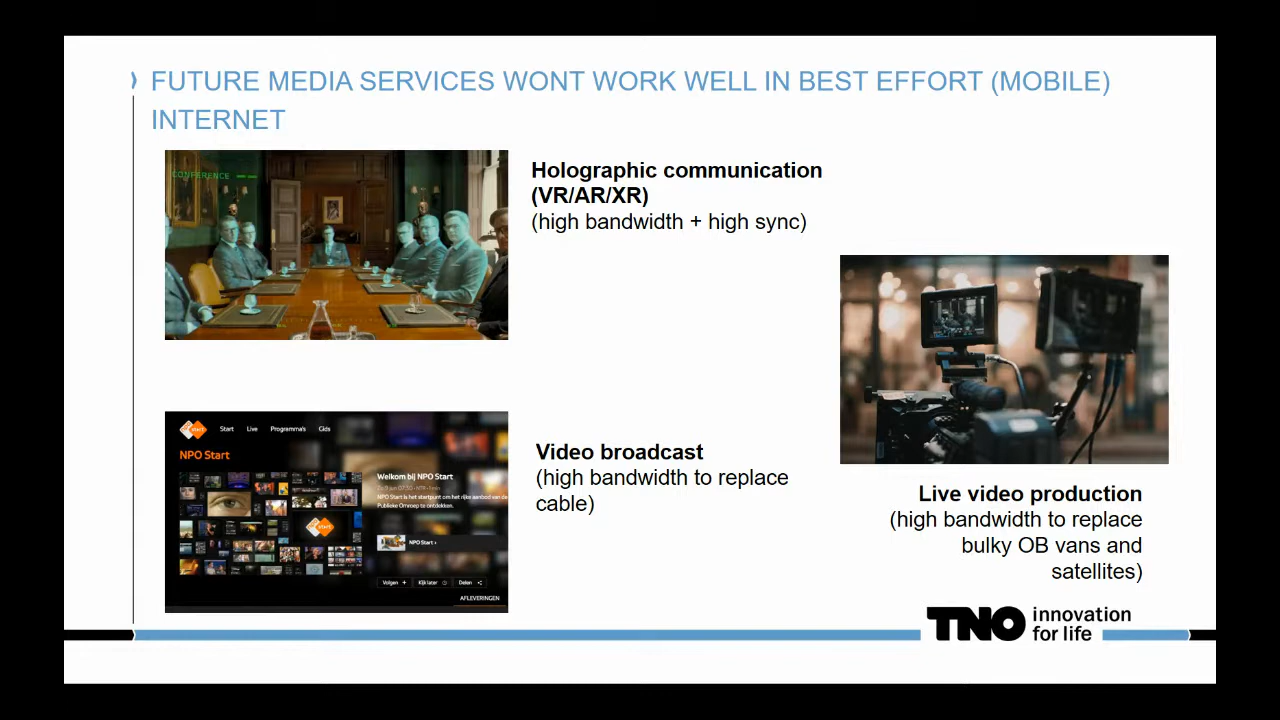 FUTURE MEDIA SERVICES WONT WORK WELL IN BEST EFFORT (MOBILE)
INTERNET
CONFERENCE
Holographic communication
(VR/AR/XR)
(high bandwidth + high sync)
Start Live Programma's Gids
NPO Start
Welkom bij NPO Start
NPO Start is het startpunt om het rijke aanbod van de
Publieke Omroep te ontdekken.
NPO Start
Volgen + Kijk later Delen
AFLEVERINGEN
Video broadcast
(high bandwidth to replace
cable)
Live video production
(high bandwidth to replace
bulky OB vans and
satellites)
TNO innovation
for life